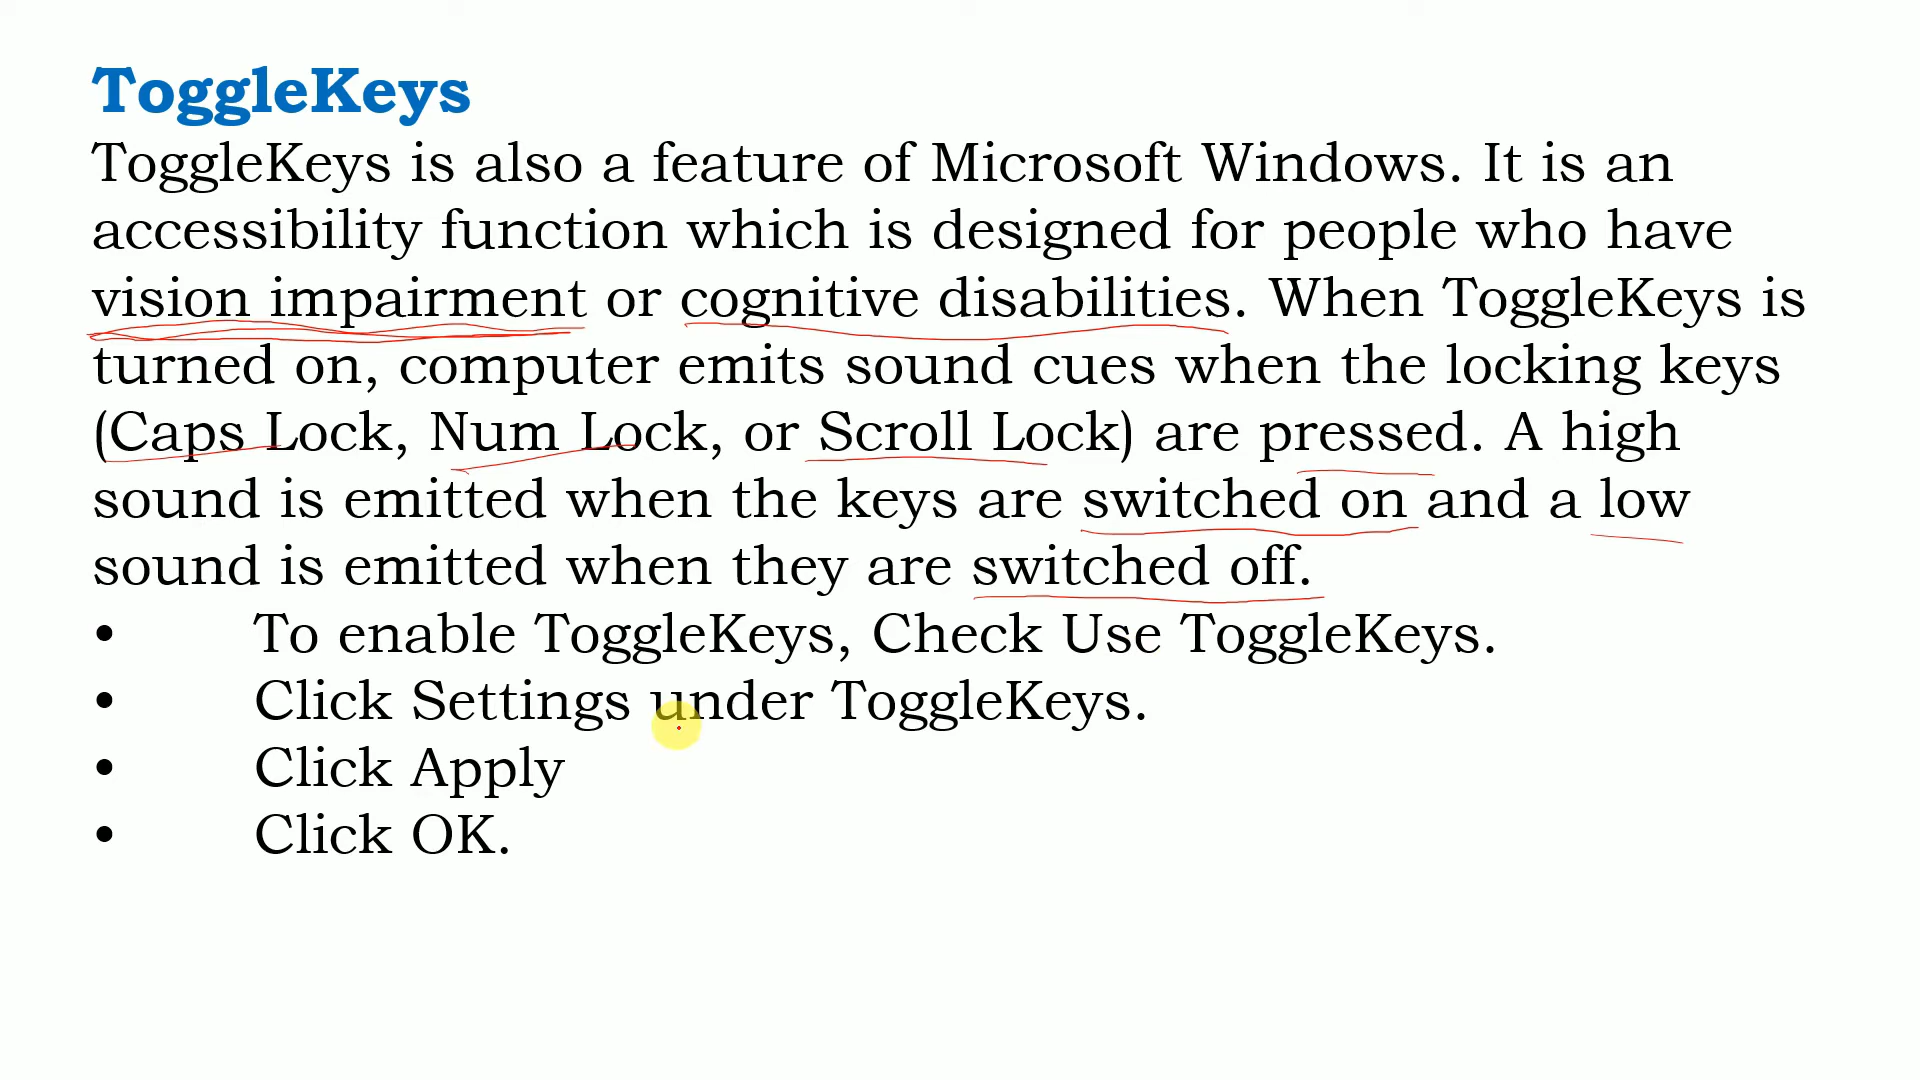 ToggleKeys
ToggleKeys is also a feature of Microsoft Windows. It is an
accessibility function which is designed for people who have
vision impairment or cognitive disabilities. When ToggleKeys is
turned on, computer emits sound cues when the locking keys
(Caps Lock, Num Lock, or Scroll Lock) are pressed. A high
sound is emitted when the keys are switched on and a low
sound is emitted when they are switched off.
• To enable ToggleKeys, Check Use ToggleKeys.
• Click Settings under ToggleKeys.
• Click Apply
• Click OK.